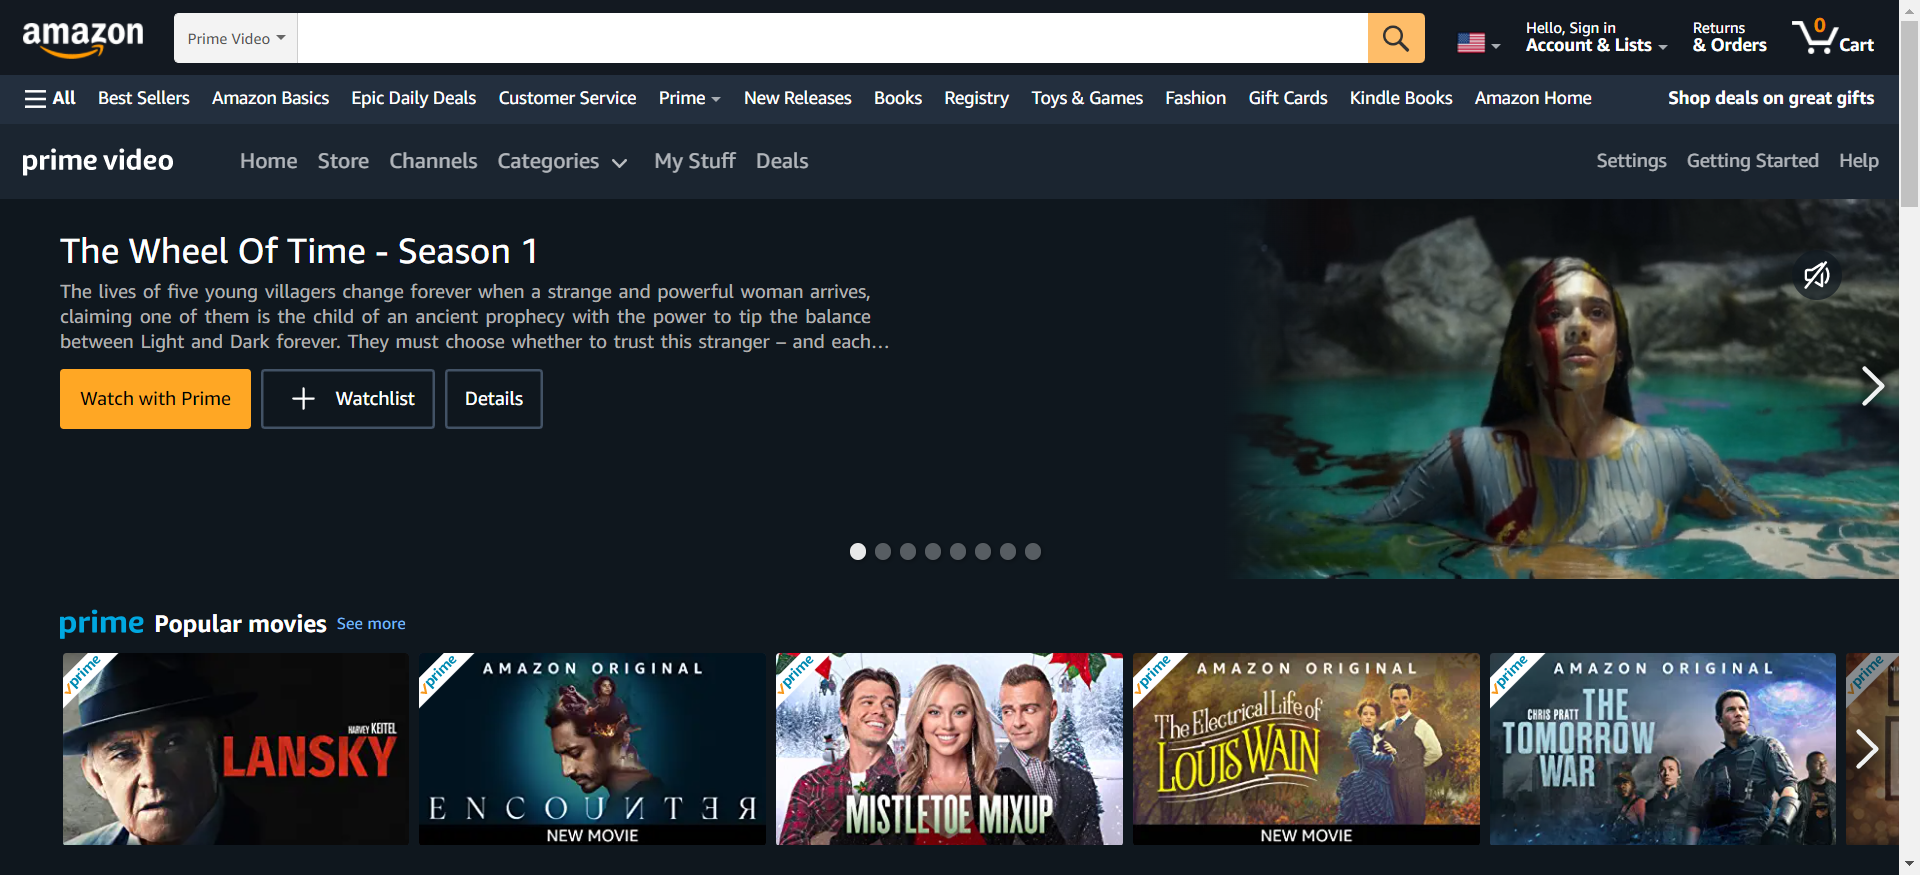 amazon
Prime Video
Hello, Sign in
Account & Lists
Returns
& Orders
0
Cart
All
Best Sellers
Amazon Basics
Epic Daily Deals
Customer Service
Prime
New Releases
Books
Registry
Toys & Games
Fashion
Gift Cards
Kindle Books
Amazon Home
Shop deals on great gifts
prime video
Home
Store
Channels
Categories
My Stuff
Deals
Settings
Getting Started
Help
The Wheel Of Time - Season 1
The lives of five young villagers change forever when a strange and powerful woman arrives,
claiming one of them is the child of an ancient prophecy with the power to tip the balance
between Light and Dark forever. They must choose whether to trust this stranger – and each…
Watch with Prime
Watchlist
Details
prime Popular movies See more
prime
HARVEY KEITEL
LANSKY
prime
AMAZON ORIGINAL
ENCOUNTER
NEW MOVIE
prime
MISTLETOE MIXUP
prime
AMAZON ORIGINAL
The Electrical Life of
LOUIS WAIN
NEW MOVIE
prime
AMAZON ORIGINAL
CHRIS PRATT
THE
TOMORROW
WAR
prime